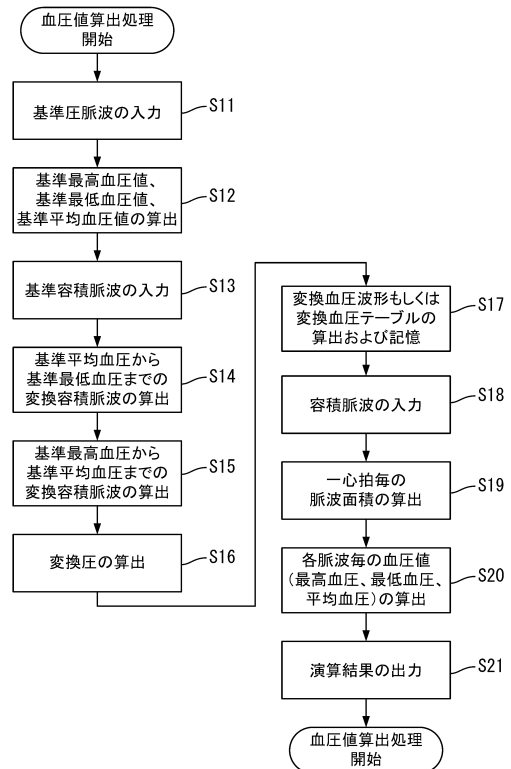 血圧値算出処理
開始
基準圧脈波の入力
S11
基準最高血圧値、
基準最低血圧値、
基準平均血圧値の算出
S12
基準容積脈波の入力
S13
基準平均血圧から
基準最低血圧までの
変換容積脈波の算出
S14
基準最高血圧から
基準平均血圧までの
変換容積脈波の算出
S15
変換圧の算出
S16
変換血圧波形もしくは
変換血圧テーブルの
算出および記憶
S17
容積脈波の入力
S18
一心拍毎の
脈波面積の算出
S19
各脈波毎の血圧値
(最高血圧、最低血圧、
平均血圧)の算出
S20
演算結果の出力
S21
血圧値算出処理
開始